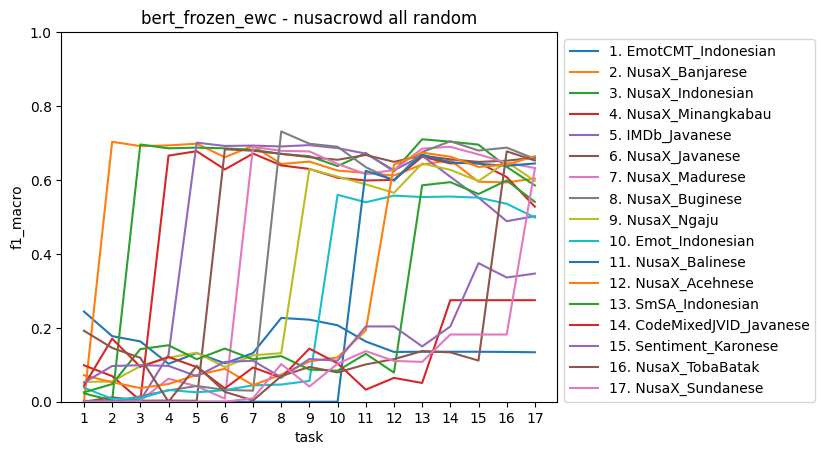 bert_frozen_ewc - nusacrowd all random
1.0
0.8
0.6
0.4
0.2
0.0
f1_macro
1 2 3 4 5 6 7 8 9 10 11 12 13 14 15 16 17
task
1. EmotCMT_Indonesian
2. NusaX_Banjarese
3. NusaX_Indonesian
4. NusaX_Minangkabau
5. IMDb_Javanese
6. NusaX_Javanese
7. NusaX_Madurese
8. NusaX_Buginese
9. NusaX_Ngaju
10. Emot_Indonesian
11. NusaX_Balinese
12. NusaX_Acehnese
13. SmSA_Indonesian
14. CodeMixedJVID_Javanese
15. Sentiment_Karonese
16. NusaX_TobaBatak
17. NusaX_Sundanese